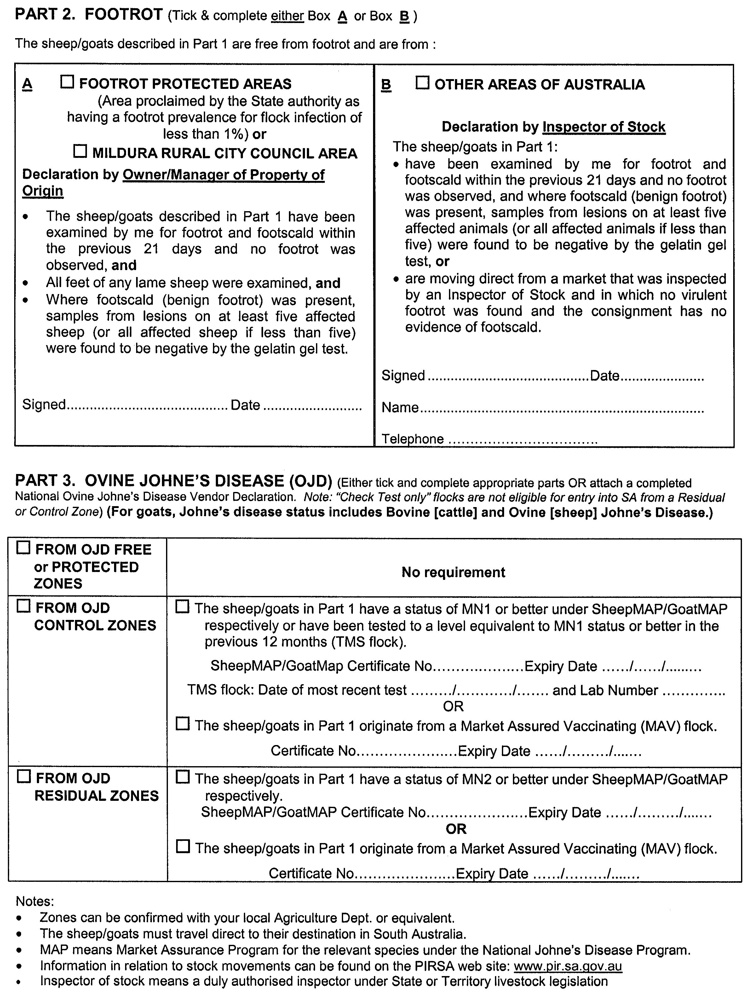 PART 2. FOOTROT (Tick & complete either Box A or Box B )
The sheep/goats described in Part 1 are free from footrot and are from :
A ☐ FOOTROT PROTECTED AREAS
(Area proclaimed by the State authority as
having a footrot prevalence for flock infection of
less than 1%) or
☐ MILDURA RURAL CITY COUNCIL AREA
Declaration by Owner/Manager of Property of
Origin
• The sheep/goats described in Part 1 have been
examined by me for footrot and footscald within
the previous 21 days and no footrot was
observed, and
• All feet of any lame sheep were examined, and
• Where footscald (benign footrot) was present,
samples from lesions on at least five affected
sheep (or all affected sheep if less than five)
were found to be negative by the gelatin gel test.
Signed........................................ Date .........................
B ☐ OTHER AREAS OF AUSTRALIA
Declaration by Inspector of Stock
The sheep/goats in Part 1:
• have been examined by me for footrot and
footscald within the previous 21 days and no footrot
was observed, and where footscald (benign footrot)
was present, samples from lesions on at least five
affected animals (or all affected animals if less than
five) were found to be negative by the gelatin gel
test, or
• are moving direct from a market that was inspected
by an Inspector of Stock and in which no virulent
footrot was found and the consignment has no
evidence of footscald.
Signed ........................................Date.....................
Name......................................................................
Telephone .....................................
PART 3. OVINE JOHNE'S DISEASE (OJD) (Either tick and complete appropriate parts OR attach a completed
National Ovine Johne's Disease Vendor Declaration. Note: "Check Test only" flocks are not eligible for entry into SA from a Residual
or Control Zone) (For goats, Johne's disease status includes Bovine [cattle] and Ovine [sheep] Johne's Disease.)
☐ FROM OJD FREE
or PROTECTED
ZONES
No requirement
☐ FROM OJD
CONTROL ZONES
☐ The sheep/goats in Part 1 have a status of MN1 or better under SheepMAP/GoatMAP
respectively or have been tested to a level equivalent to MN1 status or better in the
previous 12 months (TMS flock).
SheepMAP/GoatMap Certificate No....................Expiry Date ....../....../.........
TMS flock: Date of most recent test ........./............/....... and Lab Number ..............
OR
☐ The sheep/goats in Part 1 originate from a Market Assured Vaccinating (MAV) flock.
Certificate No......................Expiry Date ....../........./.......
☐ FROM OJD
RESIDUAL ZONES
☐ The sheep/goats in Part 1 have a status of MN2 or better under SheepMAP/GoatMAP
respectively.
SheepMAP/GoatMAP Certificate No......................Expiry Date ....../........./.......
OR
☐ The sheep/goats in Part 1 originate from a Market Assured Vaccinating (MAV) flock.
Certificate No......................Expiry Date ....../........./.......
Notes:
• Zones can be confirmed with your local Agriculture Dept. or equivalent.
• The sheep/goats must travel direct to their destination in South Australia.
• MAP means Market Assurance Program for the relevant species under the National Johne's Disease Program.
• Information in relation to stock movements can be found on the PIRSA web site: www.pir.sa.gov.au
• Inspector of stock means a duly authorised inspector under State or Territory livestock legislation